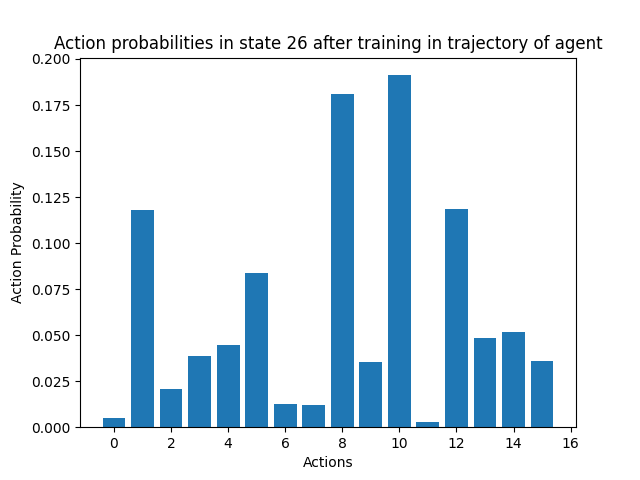 Action probabilities in state 26 after training in trajectory of agent
0.200
0.175
0.150
0.125
0.100
0.075
0.050
0.025
0.000
Action Probability
0 2 4 6 8 10 12 14 16
Actions